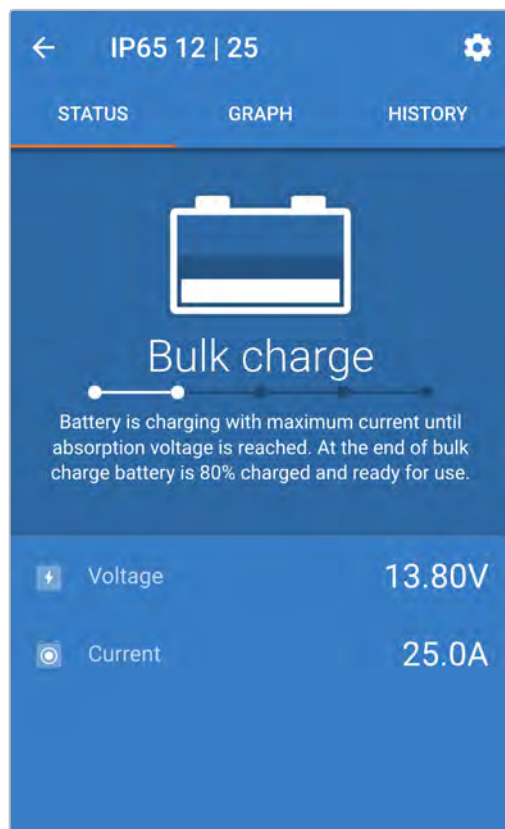 IP65 12 | 25
STATUS GRAPH HISTORY
Bulk charge
Battery is charging with maximum current until
absorption voltage is reached. At the end of bulk
charge battery is 80% charged and ready for use.
Voltage 13.80V
Current 25.0A